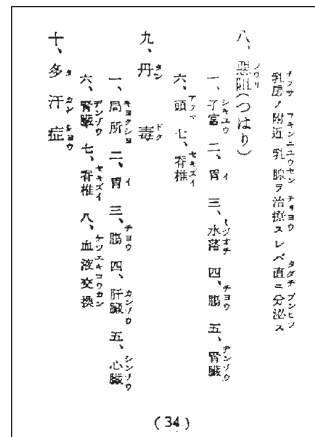 乳房ノ附近乳腺ヲ治療スレバ直ニ分泌ス
八、惡阻(つはり)
一、子宮 二、胃 三、水落 四、腸 五、腎臓
六、頭 七、脊椎
九、丹毒
一、局所 二、胃 三、腸 四、肝臓 五、心臓
六、腎臓 七、脊椎 八、血液交換
十、多汗症
(34)